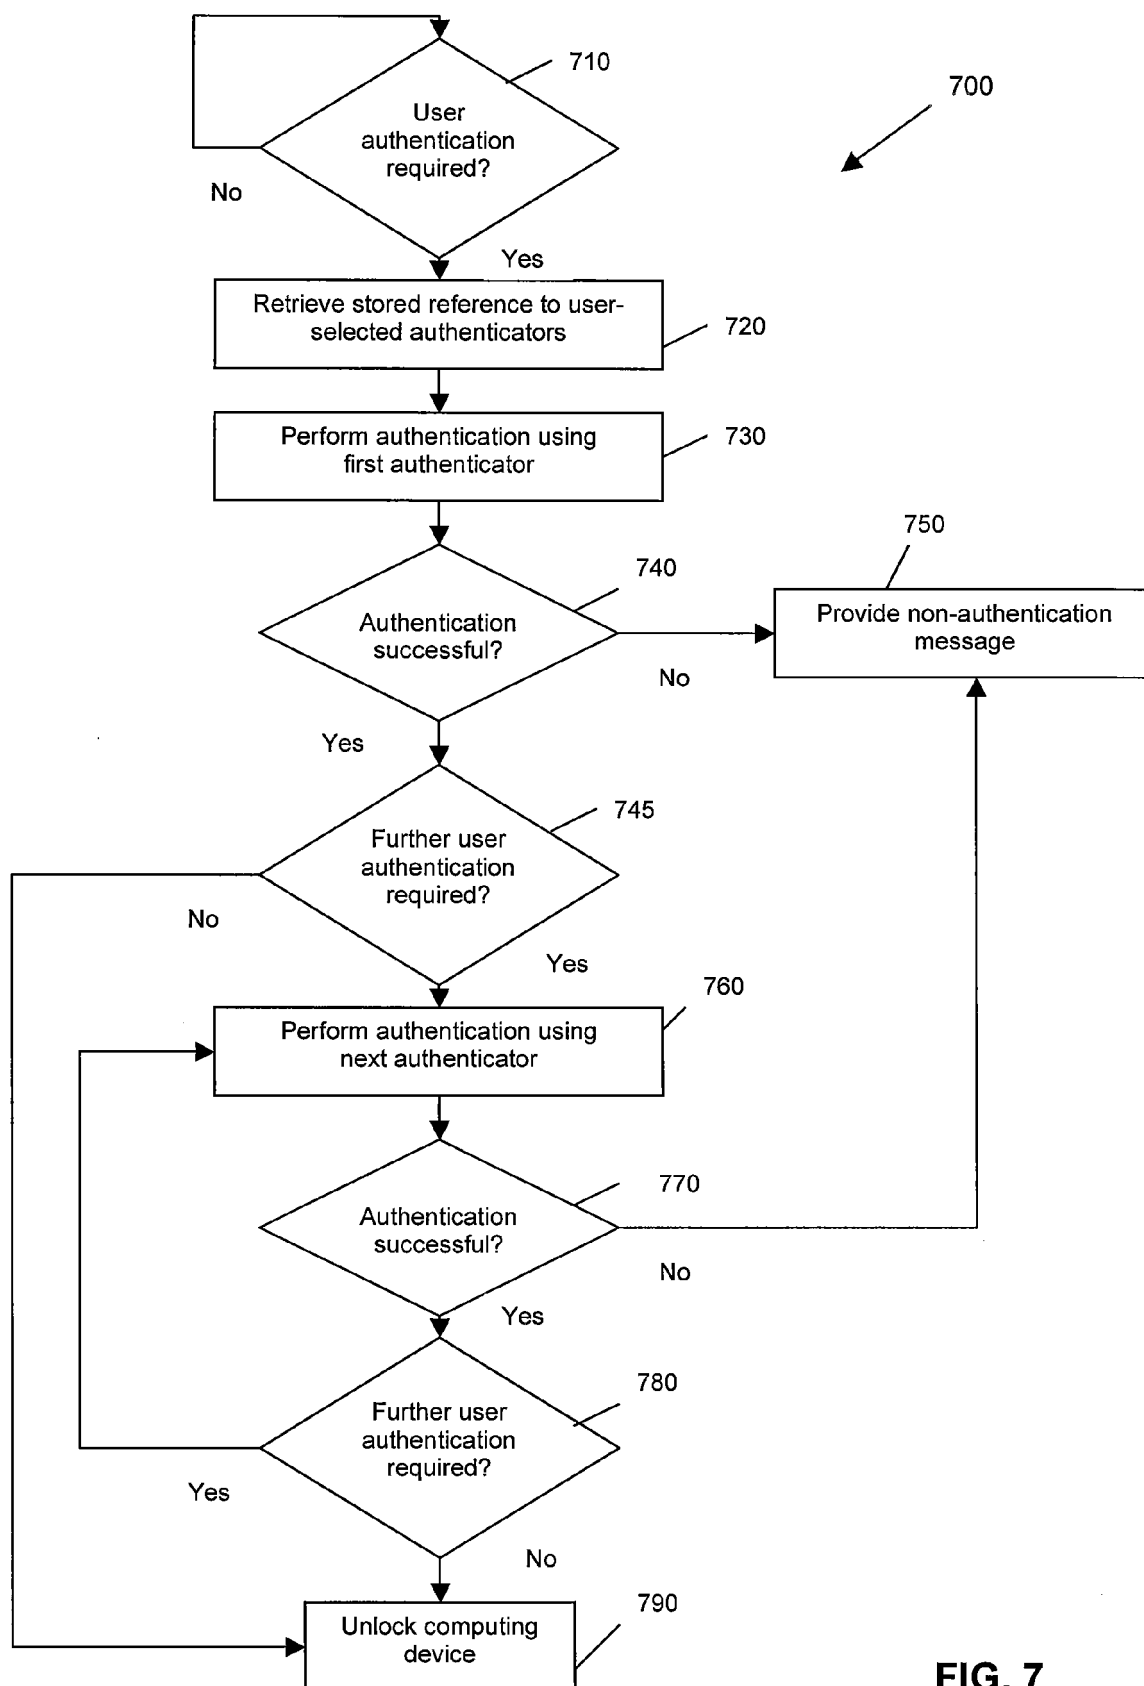 710
700
User
authentication
required?
No
Yes
Retrieve stored reference to user-
selected authenticators
720
Perform authentication using
first authenticator
730
750
740
Authentication
successful?
Provide non-authentication
message
No
Yes
745
Further user
authentication
required?
No
Yes
760
Perform authentication using
next authenticator
770
Authentication
successful?
No
Yes
780
Further user
authentication
required?
Yes
No
790
Unlock computing
device
FIG. 7